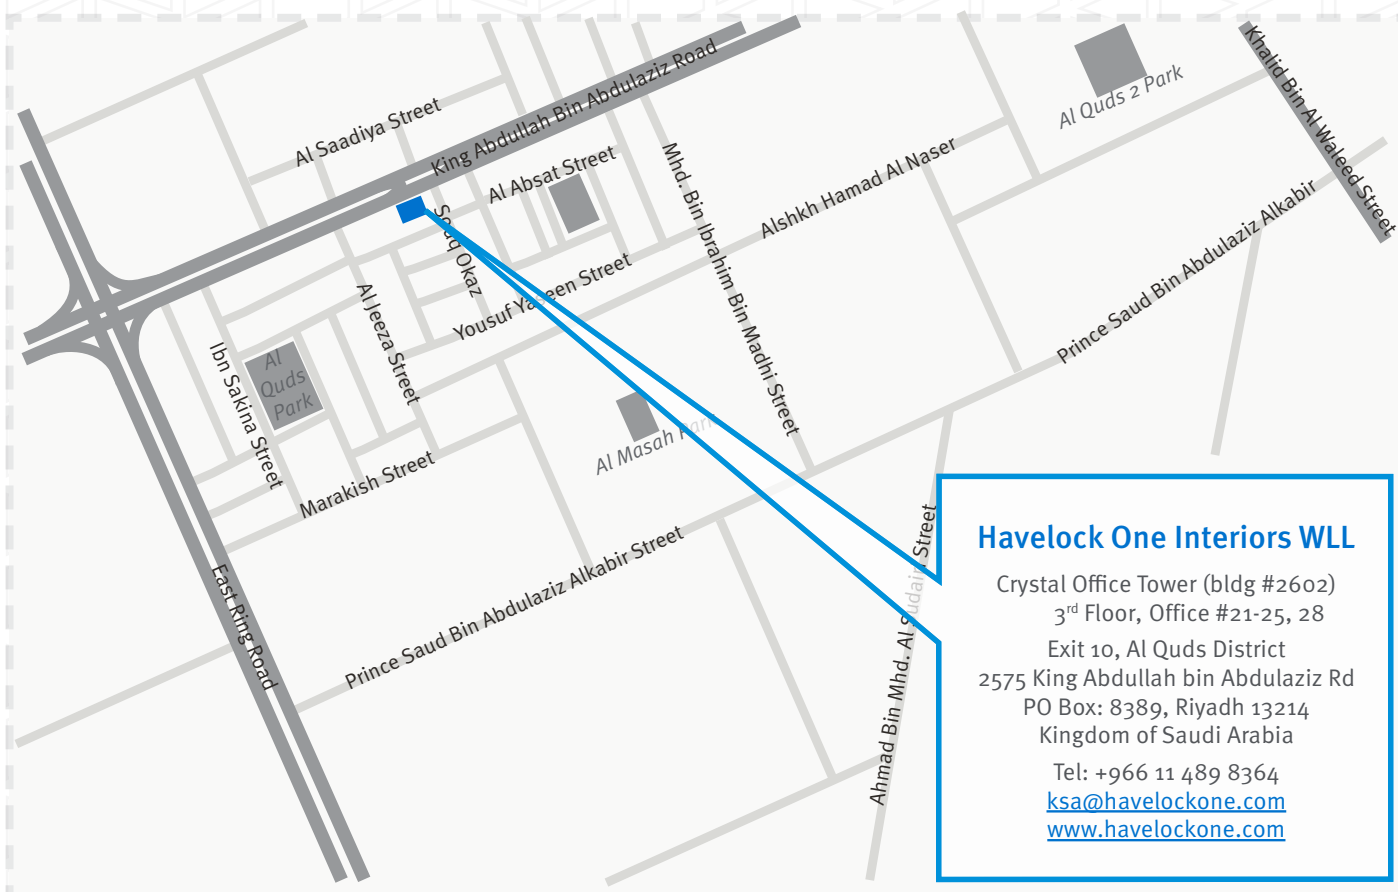 Khalid Bin Al Waleed Street
King Abdullah Bin Abdulaziz Road
Al Quds 2 Park
Al Saadiya Street
Al Absat Street
Mhd. Bin Ibrahim Bin Madhi Street
Alshkh Hamad Al Naser
Souq Okaz
Prince Saud Bin Abdulaziz Alkabir
Yousuf Yaseen Street
Al Jeeza Street
Ibn Sakina Street
Al
Quds
Park
Al Masah Park
Marakish Street
East Ring Road
Prince Saud Bin Abdulaziz Alkabir Street
Ahmad Bin Mhd. Al Sudairi Street
Havelock One Interiors WLL
Crystal Office Tower (bldg #2602)
3rd Floor, Office #21-25, 28
Exit 10, Al Quds District
2575 King Abdullah bin Abdulaziz Rd
PO Box: 8389, Riyadh 13214
Kingdom of Saudi Arabia
Tel: +966 11 489 8364
ksa@havelockone.com
www.havelockone.com